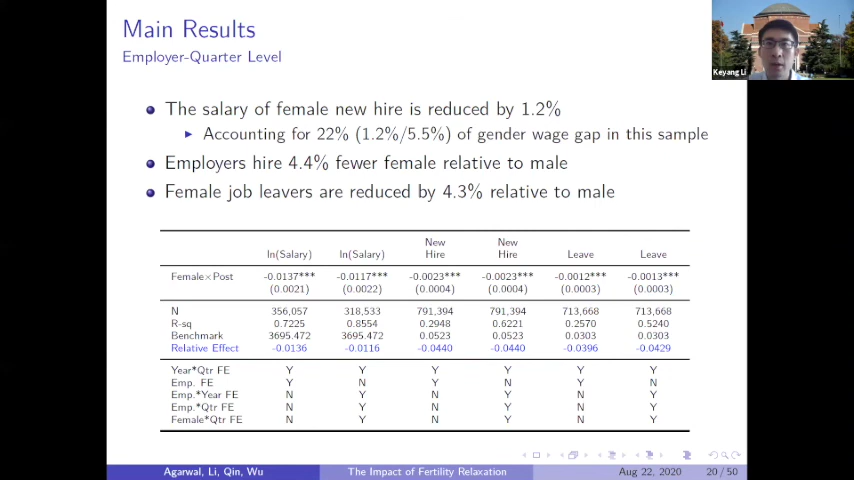 Main Results
Employer-Quarter Level
Keyang Li
The salary of female new hire is reduced by 1.2%
Accounting for 22% (1.2%/5.5%) of gender wage gap in this sample
Employers hire 4.4% fewer female relative to male
Female job leavers are reduced by 4.3% relative to male
New New
ln(Salary) ln(Salary) Hire Hire Leave Leave
Female×Post -0.0137*** -0.0117*** -0.0023*** -0.0023*** -0.0012*** -0.0013***
(0.0021) (0.0022) (0.0004) (0.0004) (0.0003) (0.0003)
N 356,057 318,533 791,394 791,394 713,668 713,668
R-sq 0.7225 0.8554 0.2948 0.6221 0.2570 0.5240
Benchmark 3695.472 3695.472 0.0523 0.0523 0.0303 0.0303
Relative Effect -0.0136 -0.0116 -0.0440 -0.0440 -0.0396 -0.0429
Year*Qtr FE Y Y Y Y Y Y
Emp. FE Y N Y N Y N
Emp.*Year FE N Y N Y N Y
Emp.*Qtr FE N Y N Y N Y
Female*Qtr FE N Y N Y N Y
Agarwal, Li, Qin, Wu The Impact of Fertility Relaxation Aug 22, 2020 20 / 50